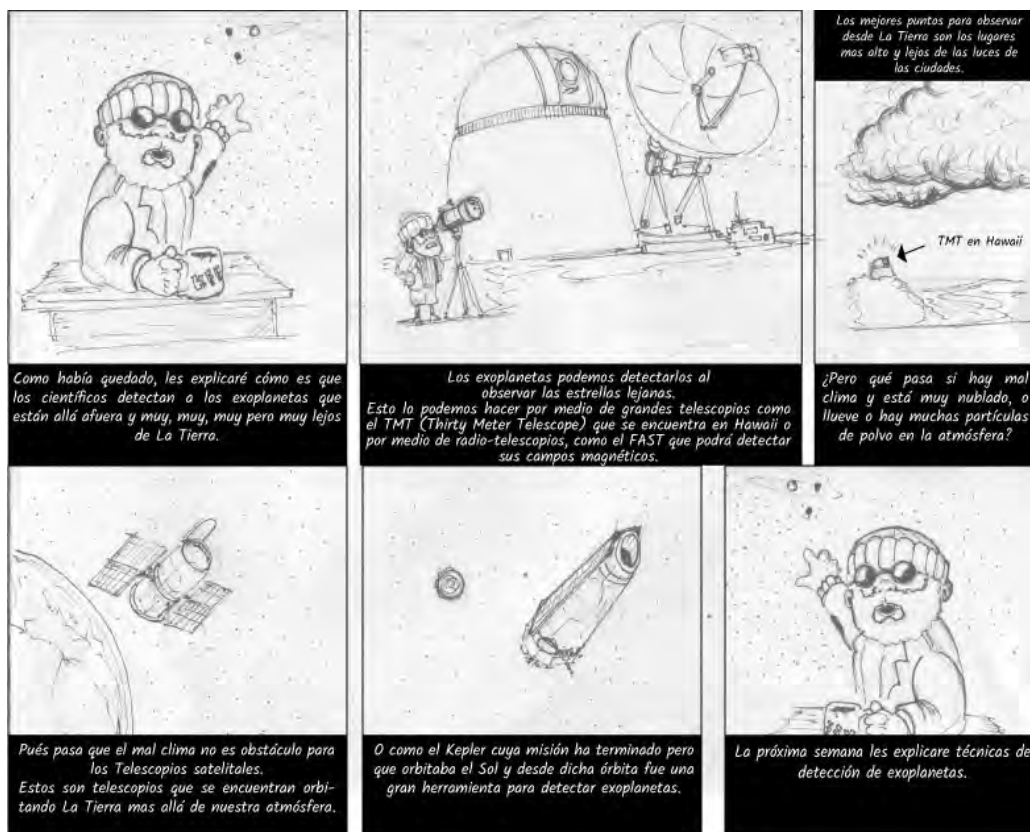 Como había quedado, les explicaré cómo es que
los científicos detectan a los exoplanetas que
están allá afuera y muy, muy, muy pero muy lejos
de La Tierra.
Los exoplanetas podemos detectarlos al
observar las estrellas lejanas.
Esto lo podemos hacer por medio de grandes telescopios como
el TMT (Thirty Meter Telescope) que se encuentra en Hawaii o
por medio de radio-telescopios, como el FAST que podrá detectar
sus campos magnéticos.
Los mejores puntos para observar
desde La Tierra son los lugares
mas alto y lejos de las luces de
las ciudades.
TMT en Hawaii
¿Pero qué pasa si hay mal
clima y está muy nublado, o
llueve o hay muchas partículas
de polvo en la atmósfera?
Pués pasa que el mal clima no es obstáculo para
los Telescopios satelitales.
Estos son telescopios que se encuentran orbi-
tando La Tierra mas allá de nuestra atmósfera.
O como el Kepler cuya misión ha terminado pero
que orbitaba el Sol y desde dicha órbita fue una
gran herramienta para detectar exoplanetas.
La próxima semana les explicare técnicas de
detección de exoplanetas.